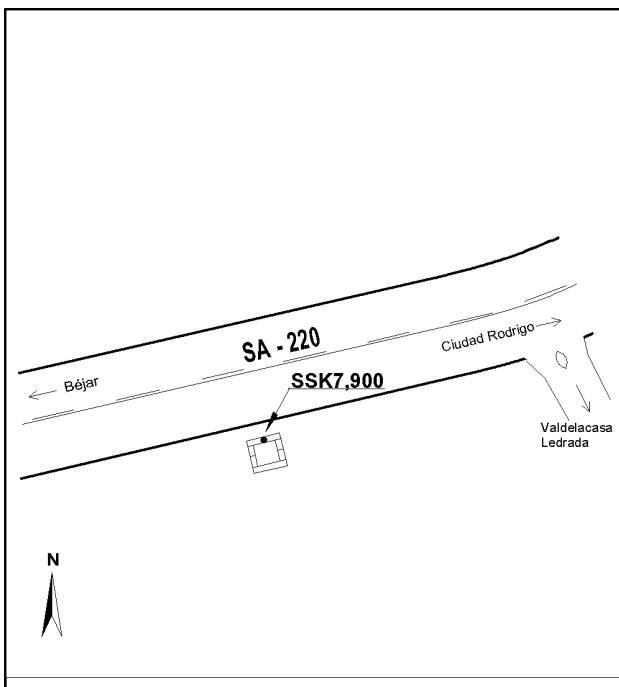 SA - 220
Ciudad Rodrigo
Béjar
SSK7,900
Valdelacasa
Ledrada
N